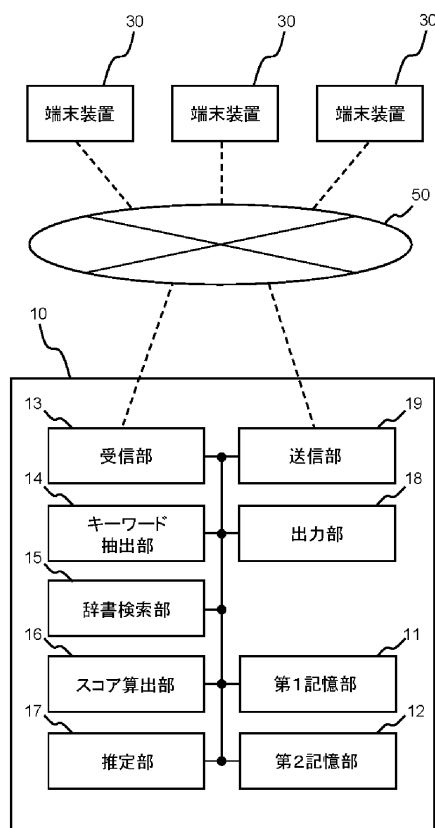 30 30 30
端末装置 端末装置 端末装置
50
10
13 19
受信部 送信部
14 18
キーワード
抽出部
出力部
15
辞書検索部
16 11
スコア算出部 第1記憶部
17 12
推定部 第2記憶部